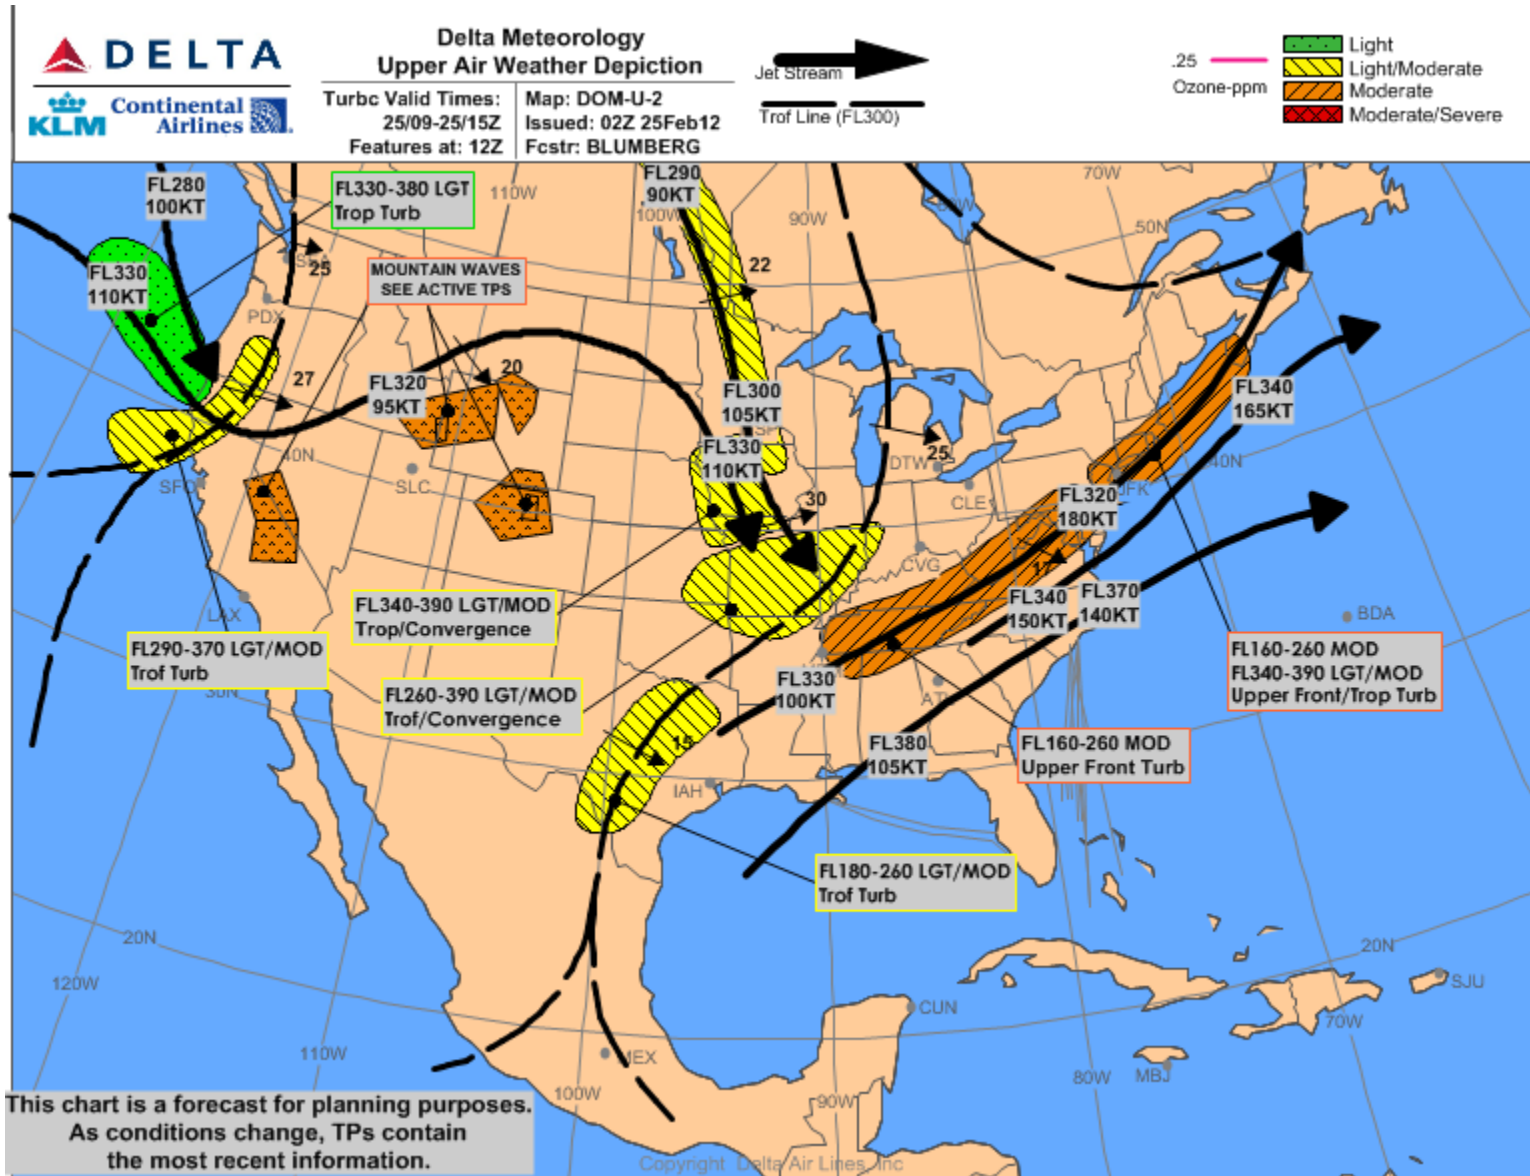 DELTA
KLM
Continental
Airlines
Delta Meteorology
Upper Air Weather Depiction
Turbc Valid Times:
25/09-25/15Z
Features at: 12Z
Map: DOM-U-2
Issued: 02Z 25Feb12
Fcstr: BLUMBERG
Jet Stream
Trof Line (FL300)
.25
Ozone-ppm
Light
Light/Moderate
Moderate
Moderate/Severe
FL280
100KT
FL330-380 LGT
Trop Turb
110W
FL290
90KT
100W
90W
70W
50N
FL330
110KT
25
MOUNTAIN WAVES
SEE ACTIVE TPS
22
PDX
27
FL320
95KT
20
FL300
105KT
FL340
165KT
FL330
110KT
25
DTW
40N
40N
SFO
SLC
CLE
JFK
30
FL320
180KT
CVG
17
LAX
FL340-390 LGT/MOD
Trop/Convergence
FL340
150KT
FL370
140KT
BDA
FL290-370 LGT/MOD
Trof Turb
30N
FL160-260 MOD
FL340-390 LGT/MOD
Upper Front/Trop Turb
FL260-390 LGT/MOD
Trof/Convergence
FL330
100KT
15
FL380
105KT
FL160-260 MOD
Upper Front Turb
IAH
FL180-260 LGT/MOD
Trof Turb
20N
20N
120W
SJU
CUN
70W
110W
MEX
MBJ
80W
100W
90W
This chart is a forecast for planning purposes.
As conditions change, TPs contain
the most recent information.
Copyright Delta Air Lines, Inc